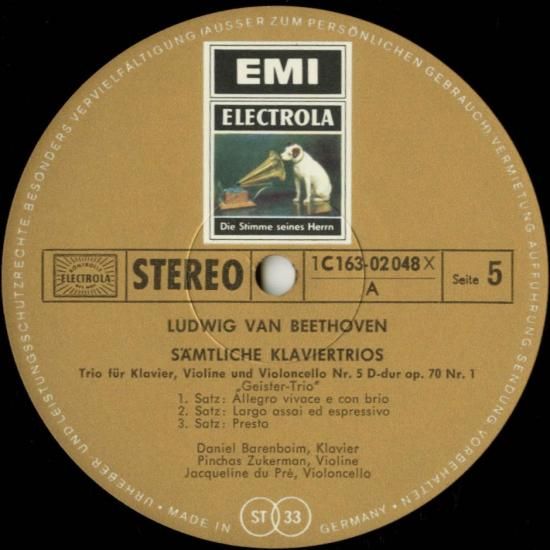 URHEBER- UND LEISTUNGSSCHUTZRECHTE, BESONDERS VERVIELFÄLTIGUNG (AUSSER ZUM PERSÖNLICHEN GEBRAUCH), VERMIETUNG, AUFFÜHRUNG, SENDUNG, VORBEHALTEN
EMI
ELECTROLA
Die Stimme seines Herrn
ELECTROLA
STEREO
1C163-02048X
A
Seite 5
LUDWIG VAN BEETHOVEN
SÄMTLICHE KLAVIERTRIOS
Trio für Klavier, Violine und Violoncello Nr. 5 D-dur op. 70 Nr. 1
„Geister-Trio"
1. Satz: Allegro vivace e con brio
2. Satz: Largo assai ed espressivo
3. Satz: Presto
Daniel Barenboim, Klavier
Pinchas Zukerman, Violine
Jacqueline du Pré, Violoncello
• MADE IN GERMANY •
ST 33